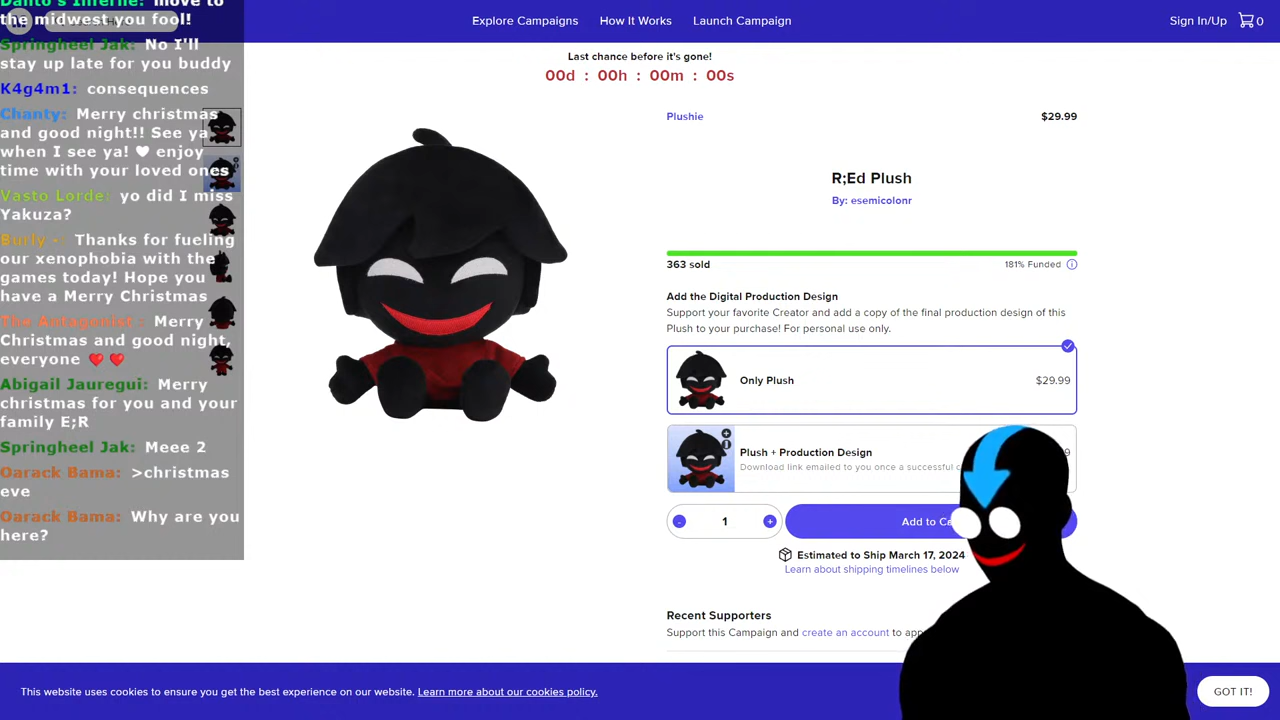 Danto's Inferne: move to
the midwest you fool!
Springheel Jak: No I'll
stay up late for you buddy
K4g4m1: consequences
Chanty: Merry christmas
and good night!! See ya
when I see ya! ♥ enjoy
time with your loved ones
Vasto Lorde: yo did I miss
Yakuza?
Burly -: Thanks for fueling
our xenophobia with the
games today! Hope you
have a Merry Christmas
The Antagonist : Merry
Christmas and good night,
everyone ❤️ ❤️
Abigail Jauregui: Merry
christmas for you and your
family E;R
Springheel Jak: Meee 2
Oarack Bama: >christmas
eve
Oarack Bama: Why are you
here?
Explore Campaigns How It Works Launch Campaign
Sign In/Up 0
Last chance before it's gone!
00d : 00h : 00m : 00s
Plushie $29.99
R;Ed Plush
By: esemicolonr
363 sold 181% Funded
Add the Digital Production Design
Support your favorite Creator and add a copy of the final production design of this
Plush to your purchase! For personal use only.
Only Plush $29.99
Plush + Production Design
Download link emailed to you once a successful
- 1 + Add to
Estimated to Ship March 17, 2024
Learn about shipping timelines below
Recent Supporters
Support this Campaign and create an account to
This website uses cookies to ensure you get the best experience on our website. Learn more about our cookies policy.
GOT IT!